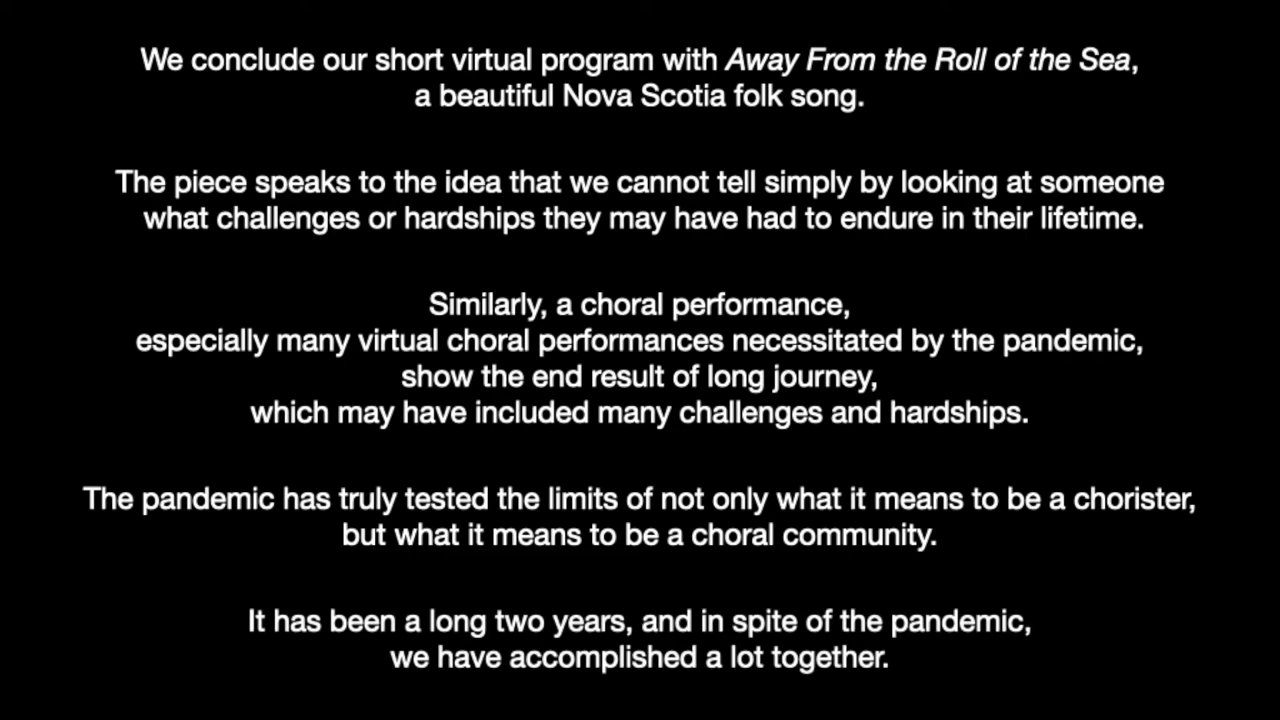 We conclude our short virtual program with Away From the Roll of the Sea,
a beautiful Nova Scotia folk song.
The piece speaks to the idea that we cannot tell simply by looking at someone
what challenges or hardships they may have had to endure in their lifetime.
Similarly, a choral performance,
especially many virtual choral performances necessitated by the pandemic,
show the end result of long journey,
which may have included many challenges and hardships.
The pandemic has truly tested the limits of not only what it means to be a chorister,
but what it means to be a choral community.
It has been a long two years, and in spite of the pandemic,
we have accomplished a lot together.